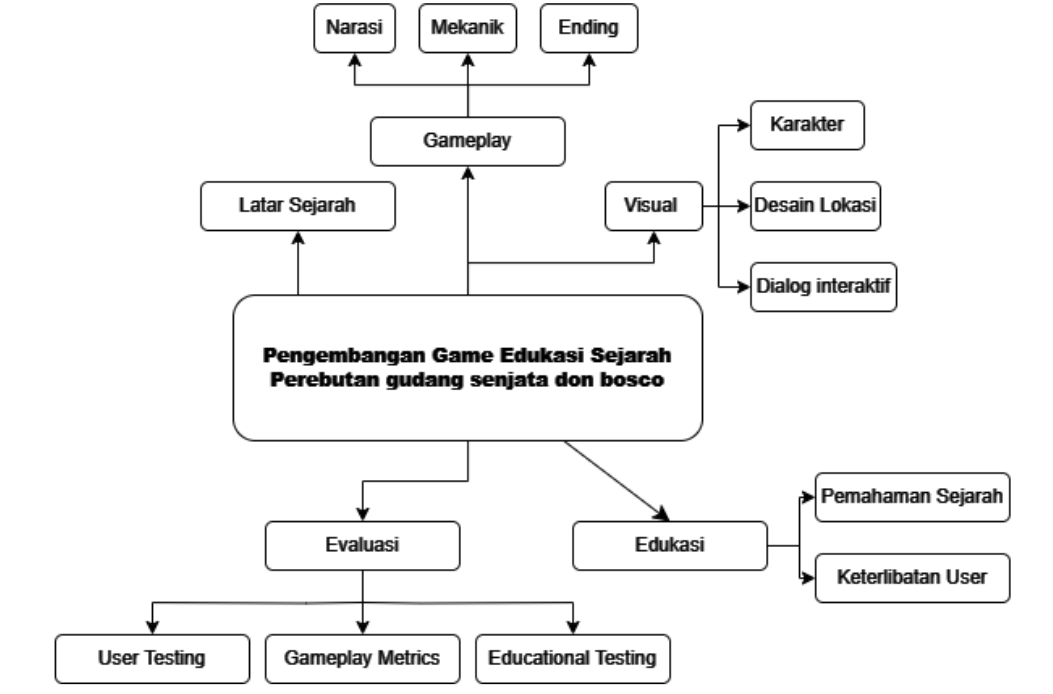 Narasi
Mekanik
Ending
Gameplay
Karakter
Latar Sejarah
Visual
Desain Lokasi
Dialog interaktif
Pengembangan Game Edukasi Sejarah
Perebutan gudang senjata don bosco
Evaluasi
Edukasi
Pemahaman Sejarah
Keterlibatan User
User Testing
Gameplay Metrics
Educational Testing